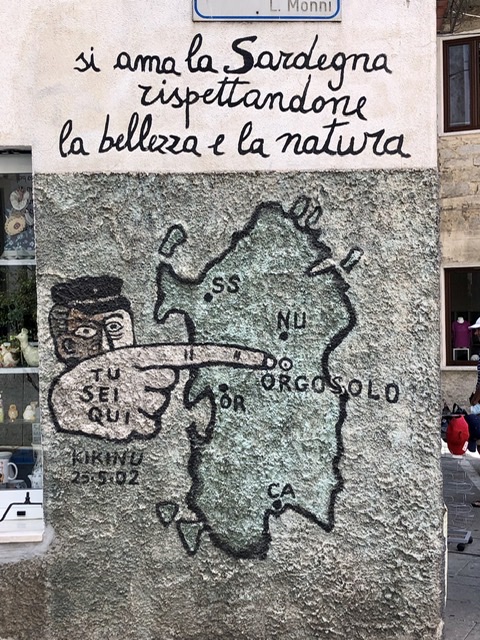 L. Monni
si ama la Sardegna
rispettandone
la bellezza e la natura
SS
NU
ORGOSOLO
OR
TU
SEI
QUI
KIKINU
25-5-02
CA